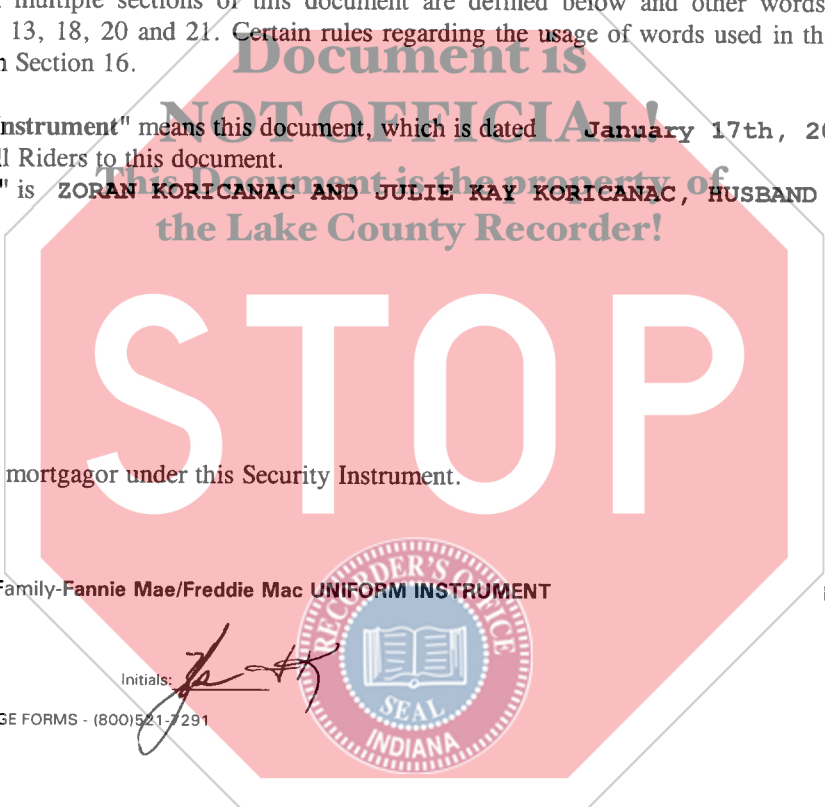 multiple sections of this document are defined below and other words
13, 18, 20 and 21. Certain rules regarding the usage of words used in th
Section 16.
Document is
NOT OFFICIAL!
nstrument" means this document, which is dated January 17th, 20
ll Riders to this document.
This Document is the property of
" is ZORAN KORICANAC AND JULIE KAY KORICANAC, HUSBAND
the Lake County Recorder!
STOP
mortgagor under this Security Instrument.
Family-Fannie Mae/Freddie Mac UNIFORM INSTRUMENT
RECORDER'S OFFICE
Initials:
SEAL
GE FORMS - (800)521-7291
INDIANA